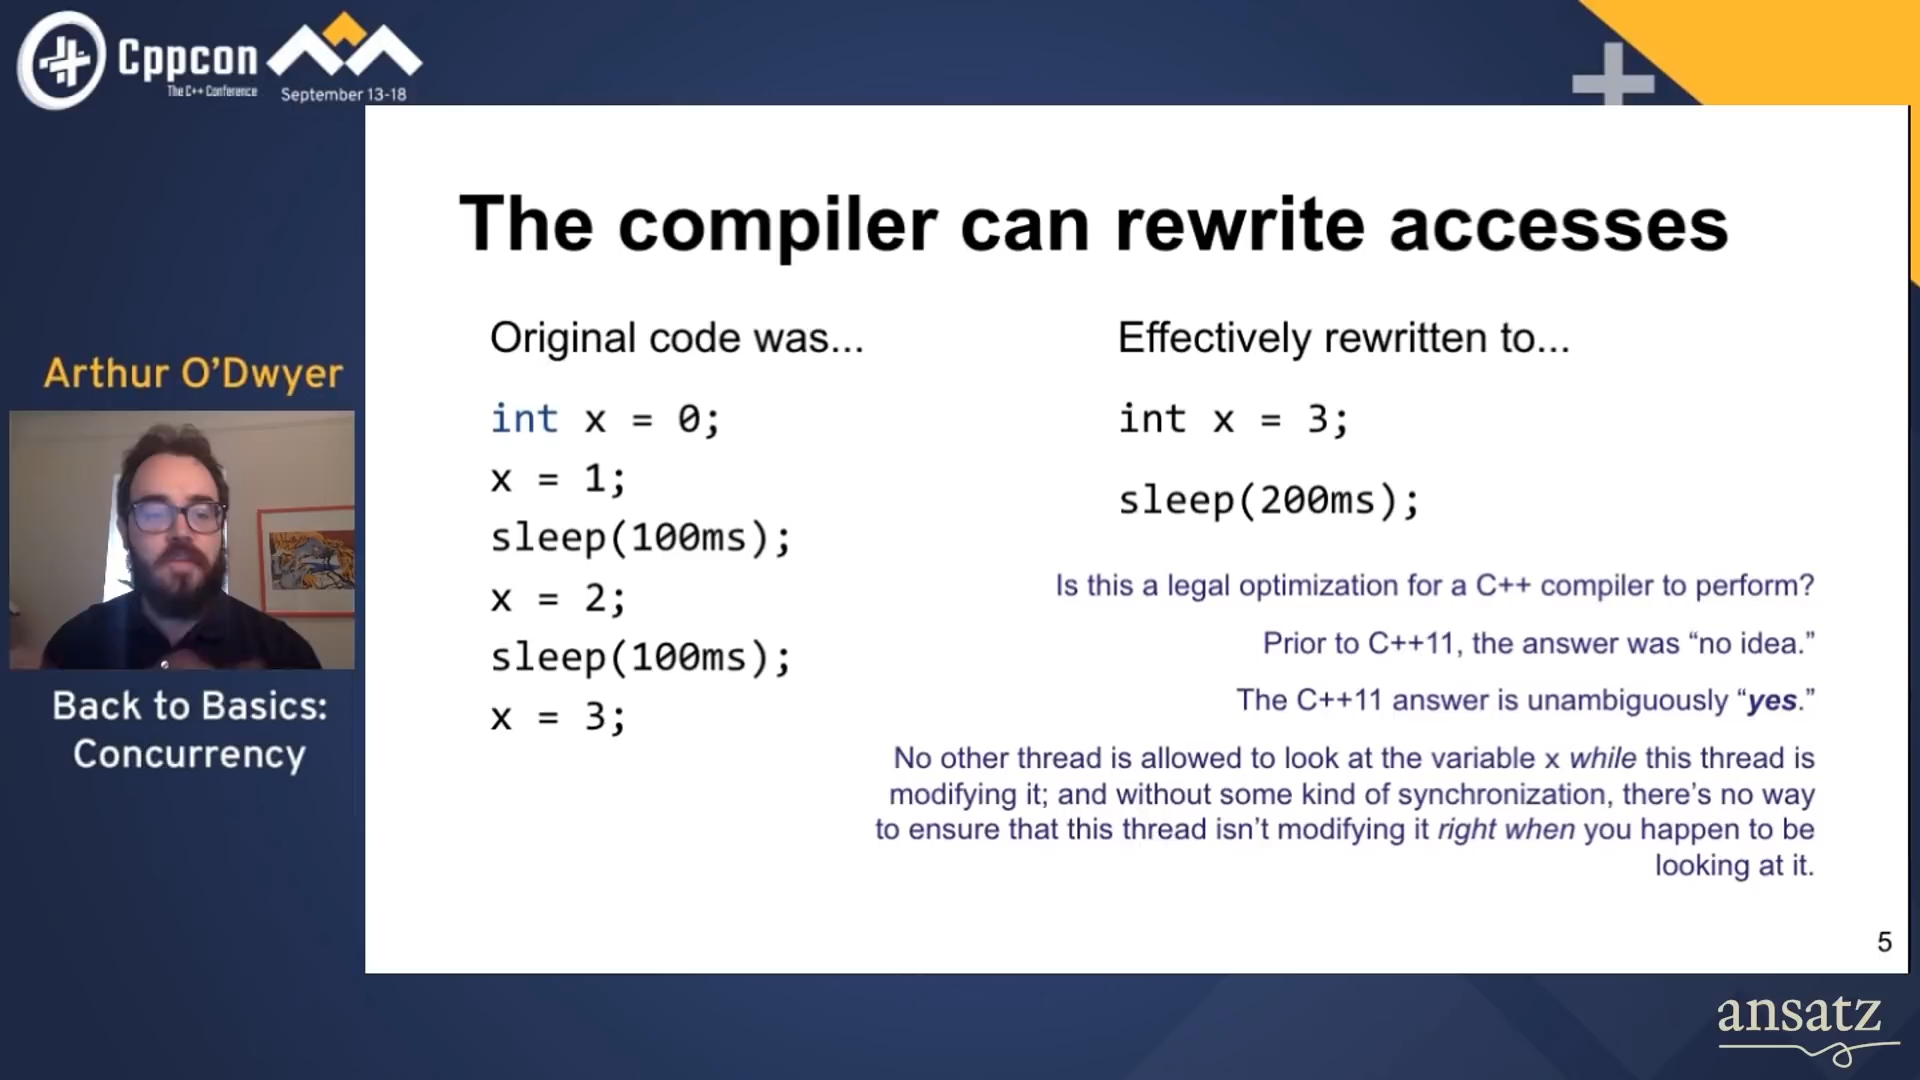 Cppcon
The C++ Conference
September 13-18
The compiler can rewrite accesses
Original code was...
int x = 0;
x = 1;
sleep(100ms);
x = 2;
sleep(100ms);
x = 3;
Effectively rewritten to...
int x = 3;
sleep(200ms);
Is this a legal optimization for a C++ compiler to perform?
Prior to C++11, the answer was “no idea.”
The C++11 answer is unambiguously “yes.”
No other thread is allowed to look at the variable x while this thread is
modifying it; and without some kind of synchronization, there’s no way
to ensure that this thread isn’t modifying it right when you happen to be
looking at it.
5
Arthur O’Dwyer
Back to Basics:
Concurrency
ansatz